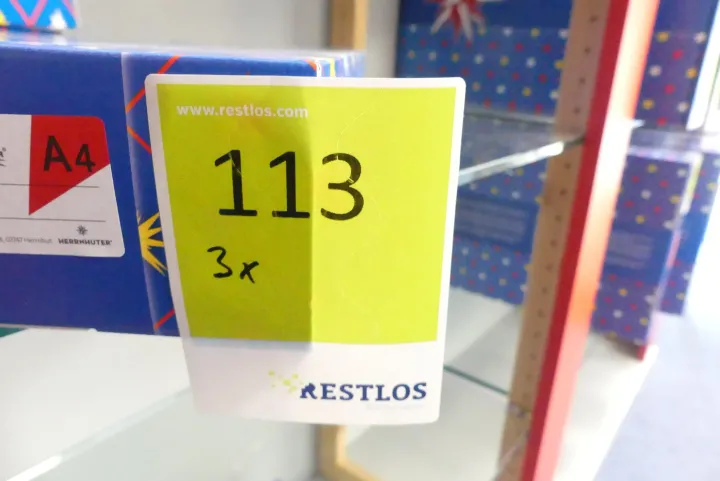 www.restlos.com
113
3x
RESTLOS
A4
HERRNHUTER